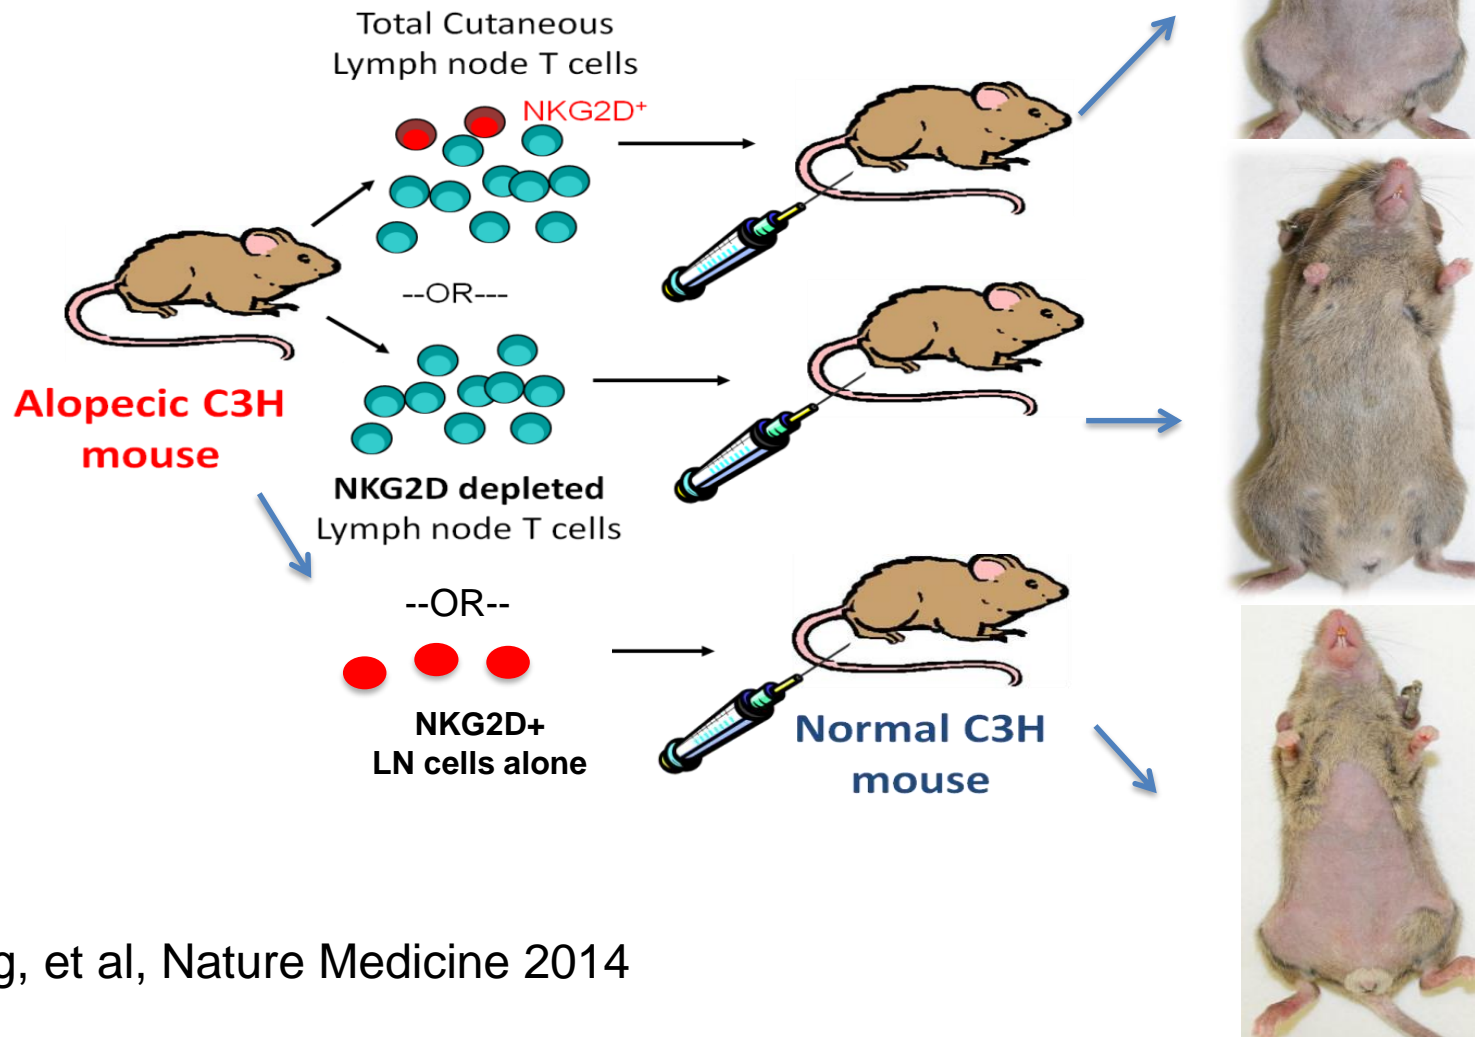 Total Cutaneous
Lymph node T cells
NKG2D⁺
--OR---
Alopecic C3H
mouse
NKG2D depleted
Lymph node T cells
--OR--
NKG2D+
LN cells alone
Normal C3H
mouse
g, et al, Nature Medicine 2014